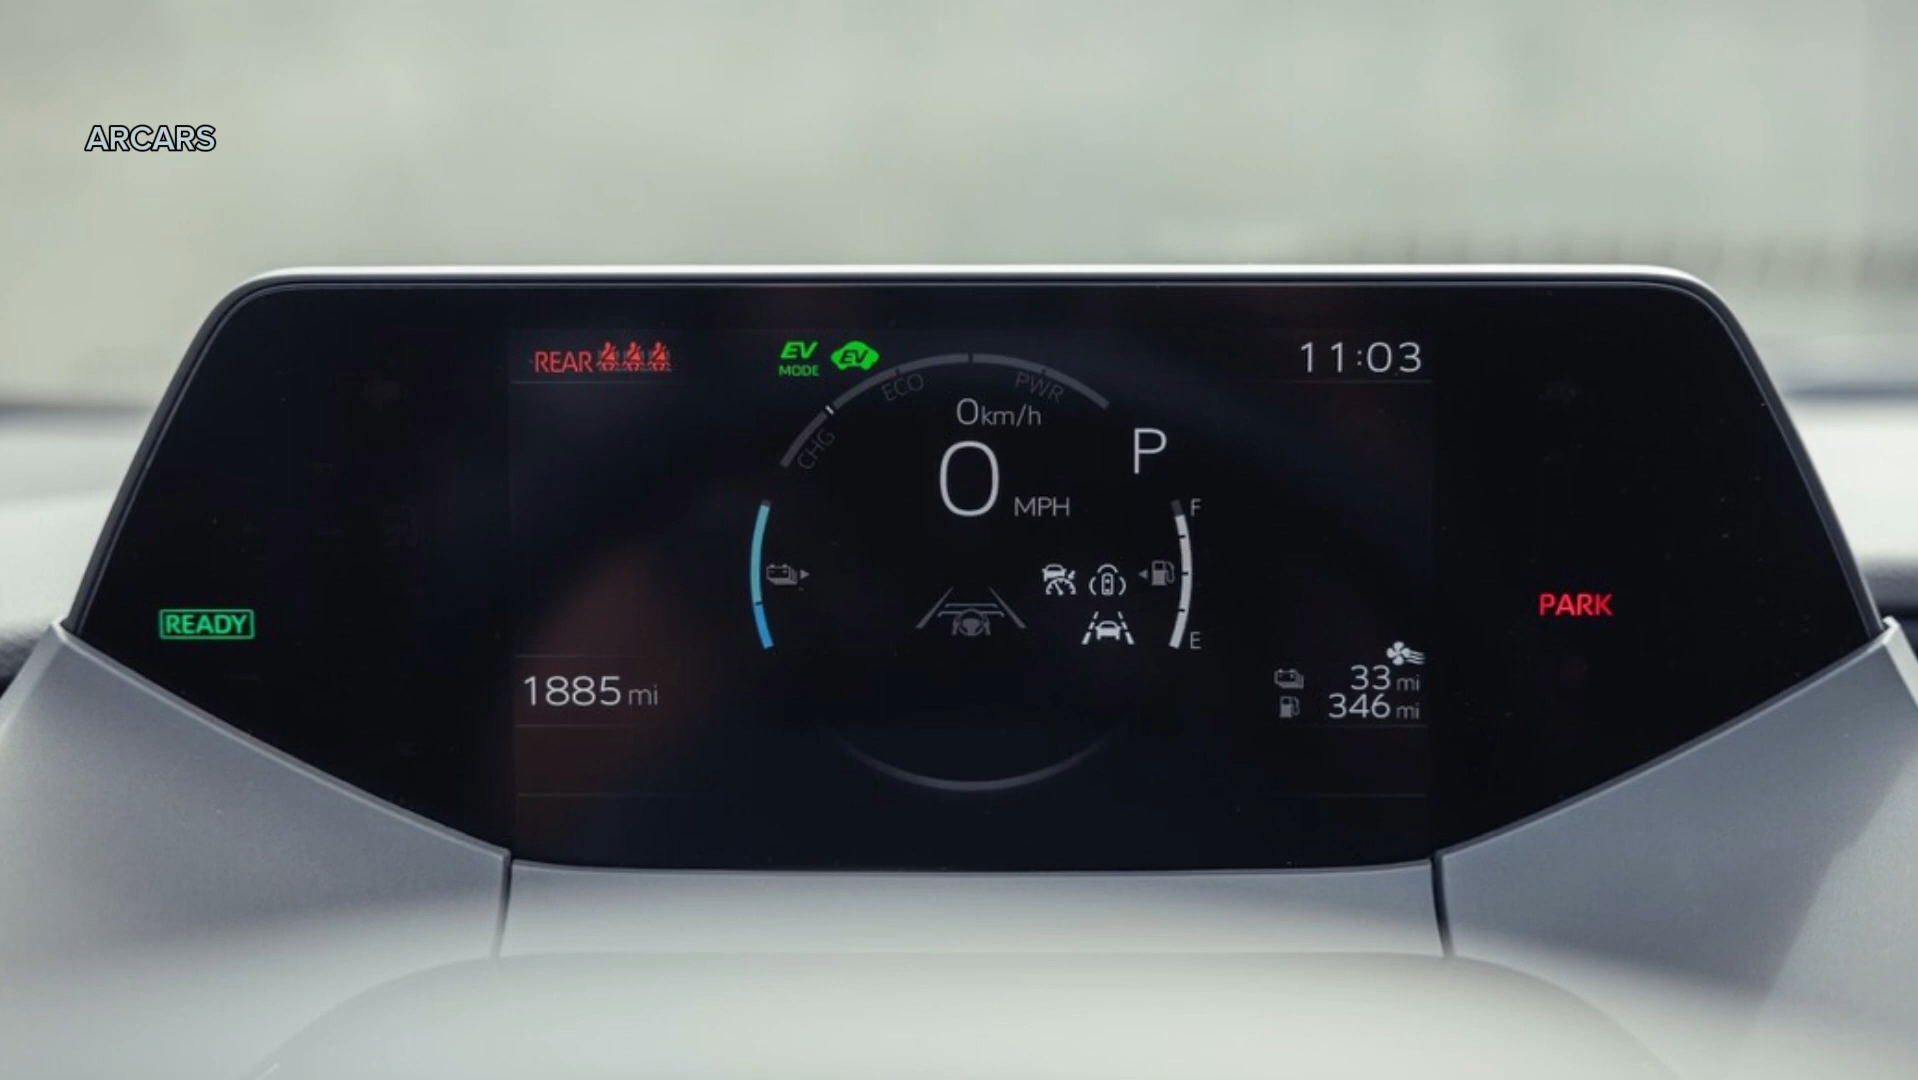 ARCARS
REAR
EV
MODE
EV
11:03
ECO
PWR
CHG
0km/h
0 MPH
P
F
E
READY
PARK
1885 mi
33 mi
346 mi